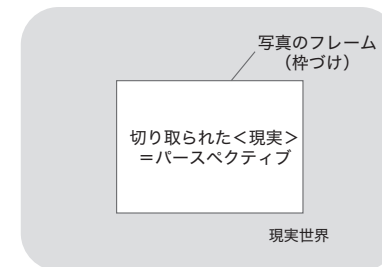 写真のフレーム
（枠づけ）
切り取られた＜現実＞
＝パースペクティブ
現実世界